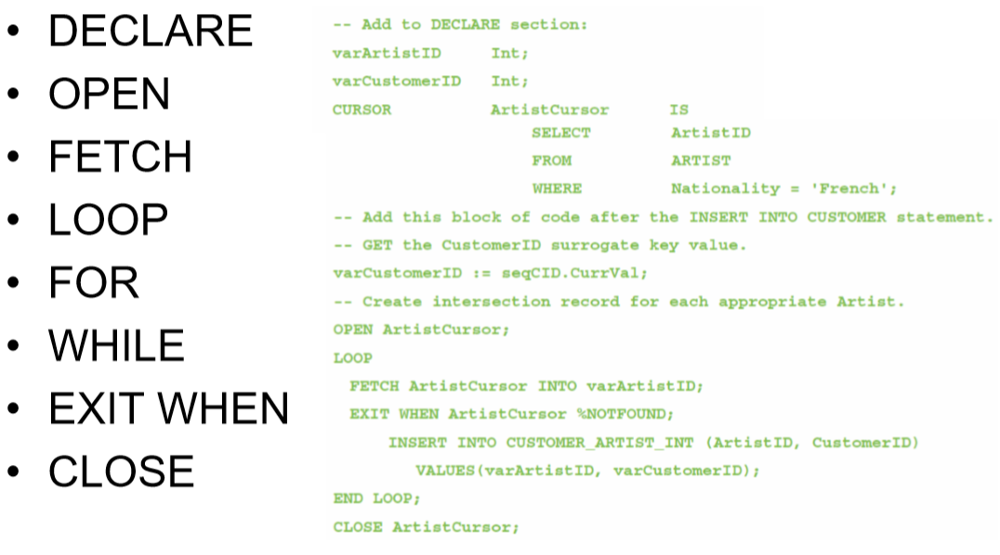 • DECLARE
• OPEN
• FETCH
• LOOP
• FOR
• WHILE
• EXIT WHEN
• CLOSE
-- Add to DECLARE section:
varArtistID Int;
varCustomerID Int;
CURSOR ArtistCursor IS
SELECT ArtistID
FROM ARTIST
WHERE Nationality = 'French';
-- Add this block of code after the INSERT INTO CUSTOMER statement.
-- GET the CustomerID surrogate key value.
varCustomerID := seqCID.CurrVal;
-- Create intersection record for each appropriate Artist.
OPEN ArtistCursor;
LOOP
FETCH ArtistCursor INTO varArtistID;
EXIT WHEN ArtistCursor %NOTFOUND;
INSERT INTO CUSTOMER_ARTIST_INT (ArtistID, CustomerID)
VALUES(varArtistID, varCustomerID);
END LOOP;
CLOSE ArtistCursor;